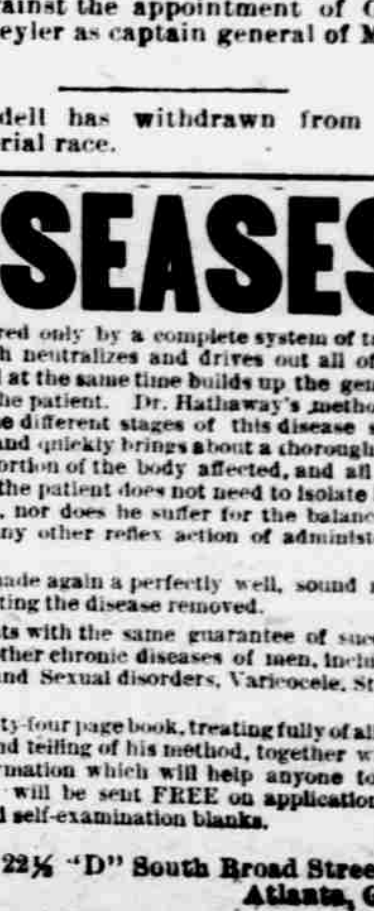 ainst the appointment of
eyler as captain general of M
dell has withdrawn from
rial race.
SEASES
red only by a complete system of t
h neutralizes and drives out all of
at the same time builds up the gen
he patient. Dr. Hathaway's metho
e different stages of this disease s
and quickly brings about a thorough
ortion of the body affected, and all
the patient does not need to isolate
, nor does he suffer for the balanc
ny other reflex action of administ
nade again a perfectly well, sound
ting the disease removed.
ts with the same guarantee of suc
ther chronic diseases of men, inclu
nd Sexual disorders, Varicocele, St
ty-four page book, treating fully of al
nd telling of his method, together w
rmation which will help anyone to
will be sent FREE on application
self-examination blanks.
22½ "D" South Broad Stree
Atlanta, G